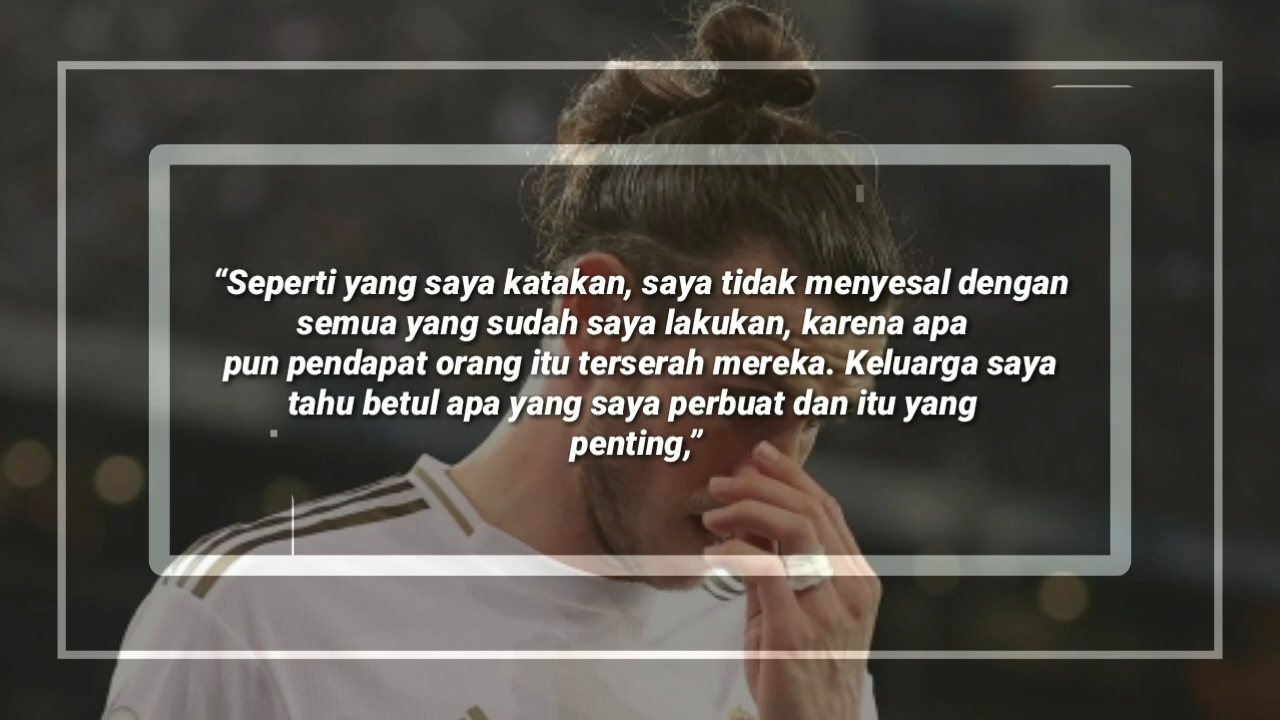 “Seperti yang saya katakan, saya tidak menyesal dengan
semua yang sudah saya lakukan, karena apa
pun pendapat orang itu terserah mereka. Keluarga saya
tahu betul apa yang saya perbuat dan itu yang
penting,”